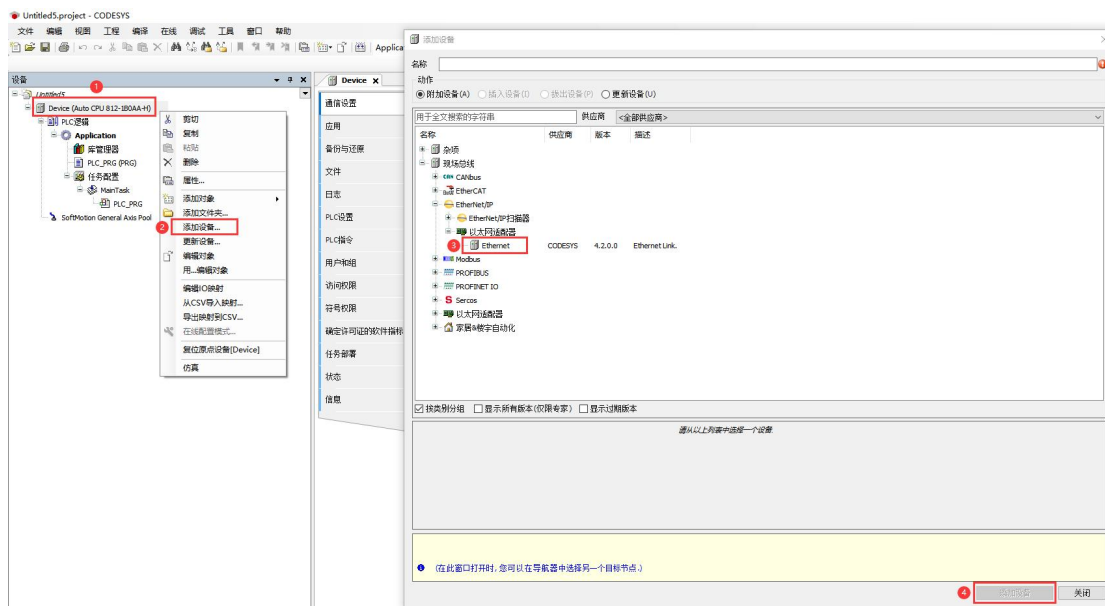 Untitled5.project - CODESYS
文件 编辑 视图 工程 编译 在线 调试 工具 窗口 帮助
Applica
设备
1
Untitled5
Device (Auto CPU 812-1B0AA-H)
PLC逻辑
Application
库管理器
PLC_PRG (PRG)
任务配置
MainTask
PLC_PRG
SoftMotion General Axis Pool
剪切
复制
粘贴
删除
属性...
添加对象
添加文件夹...
2 添加设备...
更新设备...
编辑对象
用...编辑对象
编辑IO映射
从CSV导入映射...
导出映射到CSV...
在线配置模式...
复位原点设备[Device]
仿真
Device
通信设置
应用
备份与还原
文件
日志
PLC设置
PLC指令
用户和组
访问权限
符号权限
确定许可证的软件指标
任务部署
状态
信息
添加设备
名称
动作
附加设备(A) 插入设备(I) 拔出设备(P) 更新设备(U)
用于全文搜索的字符串 供应商 <全部供应商>
名称 供应商 版本 描述
杂项
现场总线
CAN CANbus
EtherCAT
EtherNet/IP
EtherNet/IP扫描器
以太网适配器
3 Ethernet CODESYS 4.2.0.0 Ethernet Link.
Modbus
PROFIBUS
PROFINET IO
S Sercos
以太网适配器
家居&楼宇自动化
按类别分组 显示所有版本(仅限专家) 显示过期版本
请从以上列表中选择一个设备
(在此窗口打开时, 您可以在导航器中选择另一个目标节点.)
4 添加设备 关闭